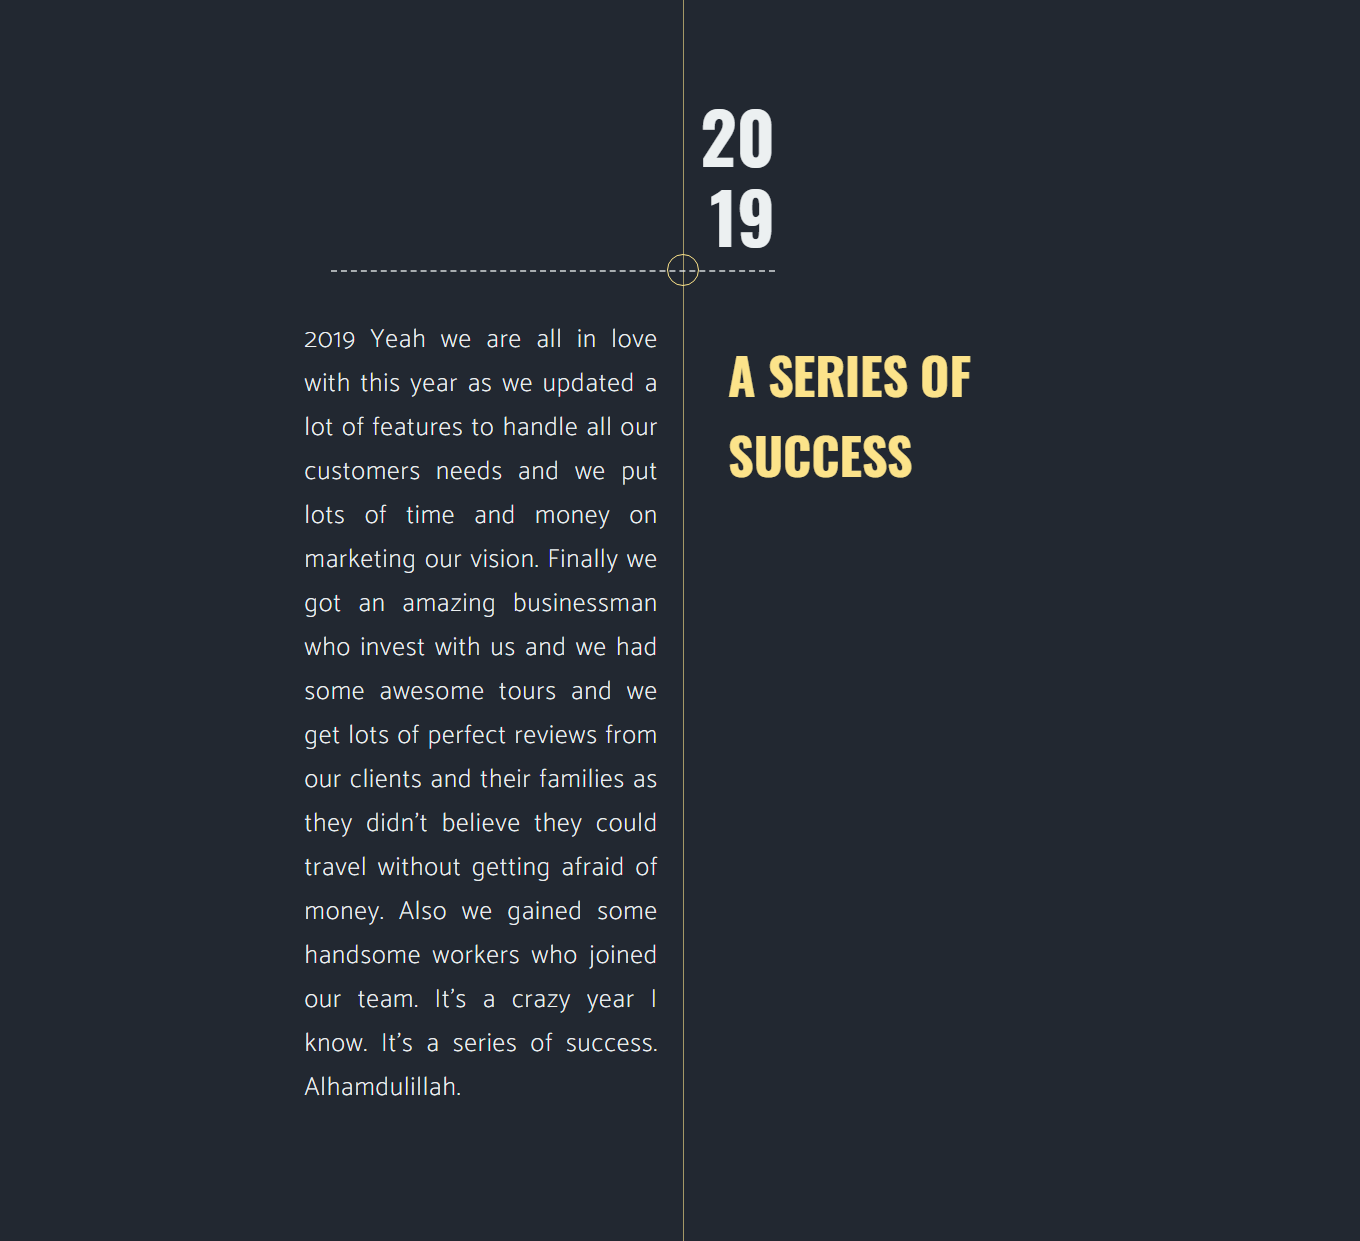 20
19
2019 Yeah we are all in love
with this year as we updated a
lot of features to handle all our
customers needs and we put
lots of time and money on
marketing our vision. Finally we
got an amazing businessman
who invest with us and we had
some awesome tours and we
get lots of perfect reviews from
our clients and their families as
they didn't believe they could
travel without getting afraid of
money. Also we gained some
handsome workers who joined
our team. It's a crazy year I
know. It's a series of success.
Alhamdulillah.
A SERIES OF
SUCCESS